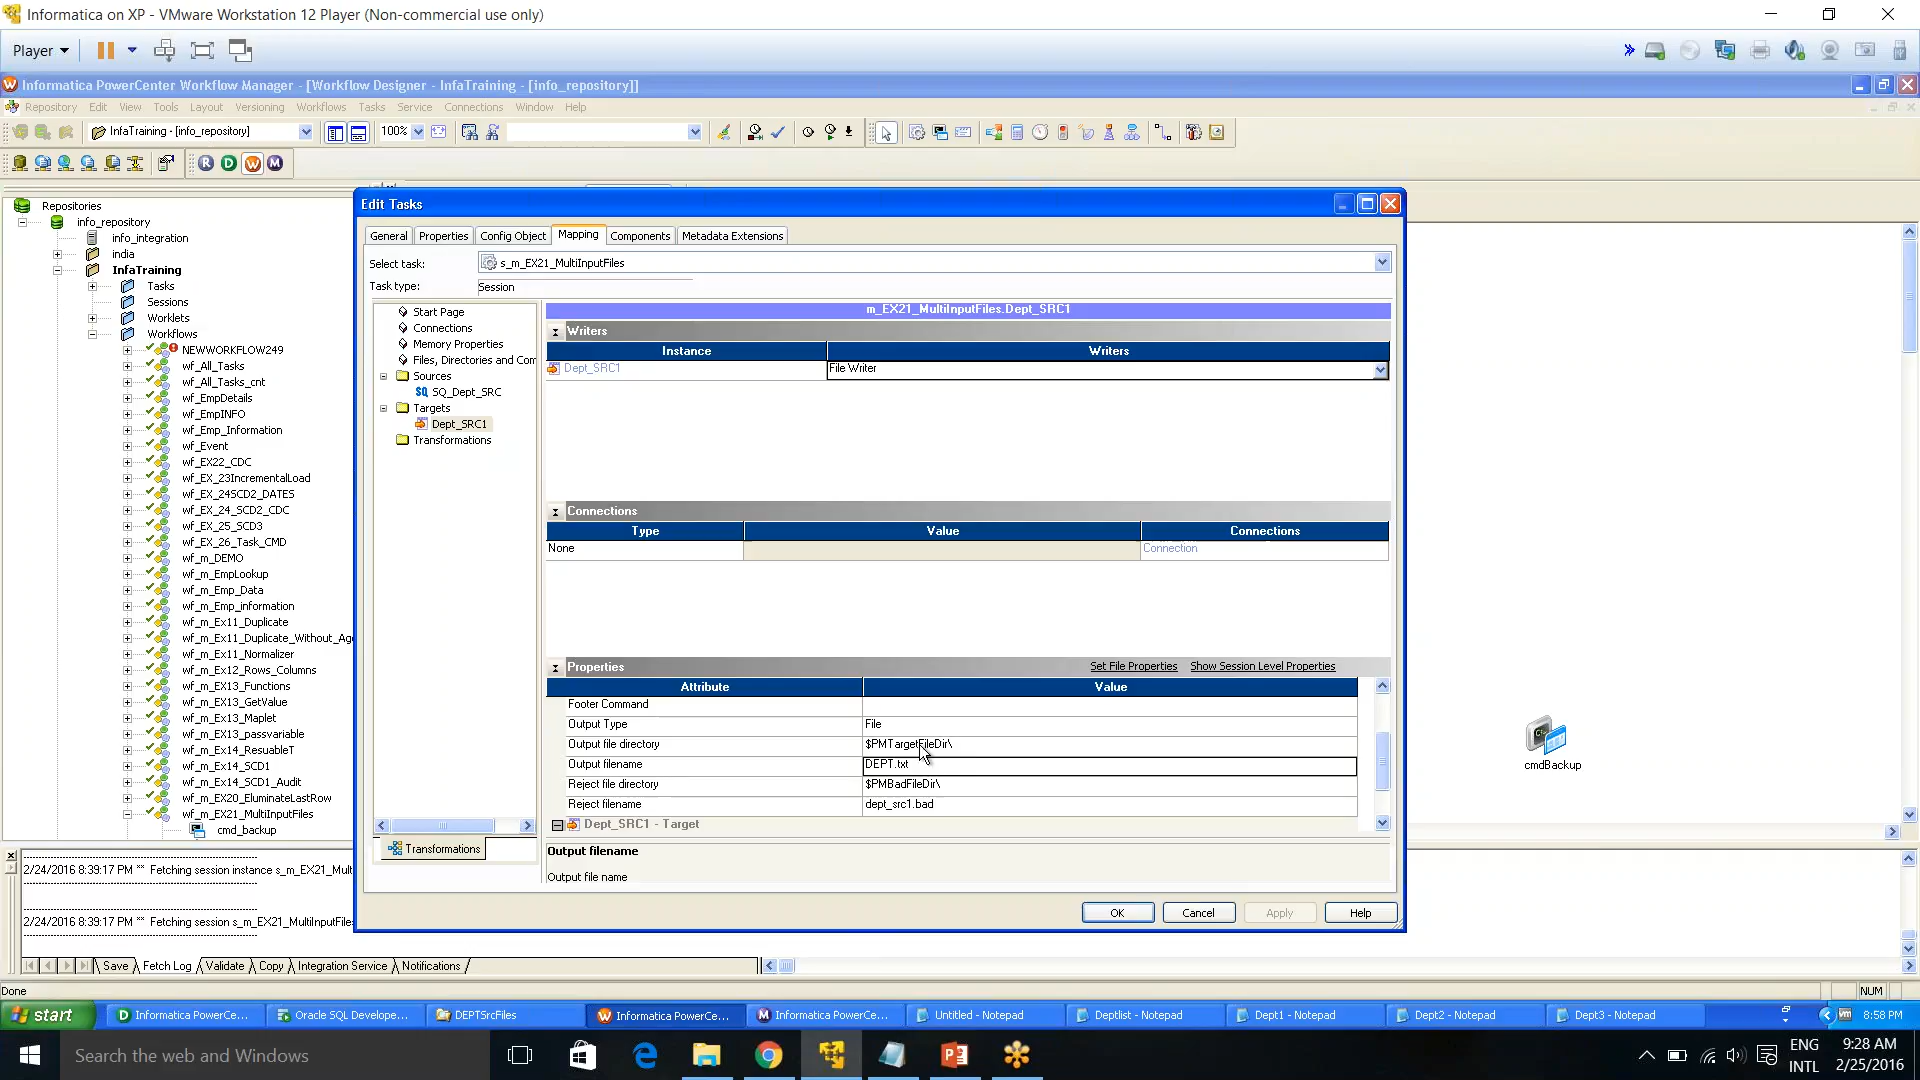 Informatica on XP - VMware Workstation 12 Player (Non-commercial use only)
Player
Informatica PowerCenter Workflow Manager - [Workflow Designer - InfaTraining - [info_repository]]
Repository Edit View Tools Layout Versioning Workflows Tasks Service Connections Window Help
InfaTraining - [info_repository]
100%
R D W M
Repositories
info_repository
info_integration
india
InfaTraining
Tasks
Sessions
Worklets
Workflows
NEWWORKFLOW249
wf_All_Tasks
wf_All_Tasks_cnt
wf_EmpDetails
wf_EmpINFO
wf_Emp_Information
wf_Event
wf_EX22_CDC
wf_EX_23IncrementalLoad
wf_EX_24SCD2_DATES
wf_EX_24_SCD2_CDC
wf_EX_25_SCD3
wf_EX_26_Task_CMD
wf_m_DEMO
wf_m_EmpLookup
wf_m_Emp_Data
wf_m_Emp_information
wf_m_Ex11_Duplicate
wf_m_Ex11_Duplicate_Without_Ag
wf_m_Ex11_Normalizer
wf_m_Ex12_Rows_Columns
wf_m_EX13_Functions
wf_m_EX13_GetValue
wf_m_Ex13_Maplet
wf_m_EX13_passvariable
wf_m_Ex14_ResuableT
wf_m_Ex14_SCD1
wf_m_Ex14_SCD1_Audit
wf_m_EX20_EluminateLastRow
wf_m_EX21_MultiInputFiles
cmd_backup
Edit Tasks
General Properties Config Object Mapping Components Metadata Extensions
Select task: s_m_EX21_MultiInputFiles
Task type: Session
Start Page
Connections
Memory Properties
Files, Directories and Com
Sources
SQ_Dept_SRC
Targets
Dept_SRC1
Transformations
Transformations
m_EX21_MultiInputFiles.Dept_SRC1
Writers
Instance Writers
Dept_SRC1 File Writer
Connections
Type Value Connections
None Connection
Properties Set File Properties Show Session Level Properties
Attribute Value
Footer Command
Output Type File
Output file directory $PMTargetFileDir\
Output filename DEPT.txt
Reject file directory $PMBadFileDir\
Reject filename dept_src1.bad
Dept_SRC1 - Target
Output filename
Output file name
OK Cancel Apply Help
cmdBackup
2/24/2016 8:39:17 PM ** Fetching session instance s_m_EX21_Mult
2/24/2016 8:39:17 PM ** Fetching session s_m_EX21_MultiInputFile
Save Fetch Log Validate Copy Integration Service Notifications
Done NUM
start Informatica PowerCe... Oracle SQL Develope... DEPTSrcFiles Informatica PowerCe... Informatica PowerCe... Untitled - Notepad Deptlist - Notepad Dept1 - Notepad Dept2 - Notepad Dept3 - Notepad 8:58 PM
Search the web and Windows
ENG
INTL
9:28 AM
2/25/2016